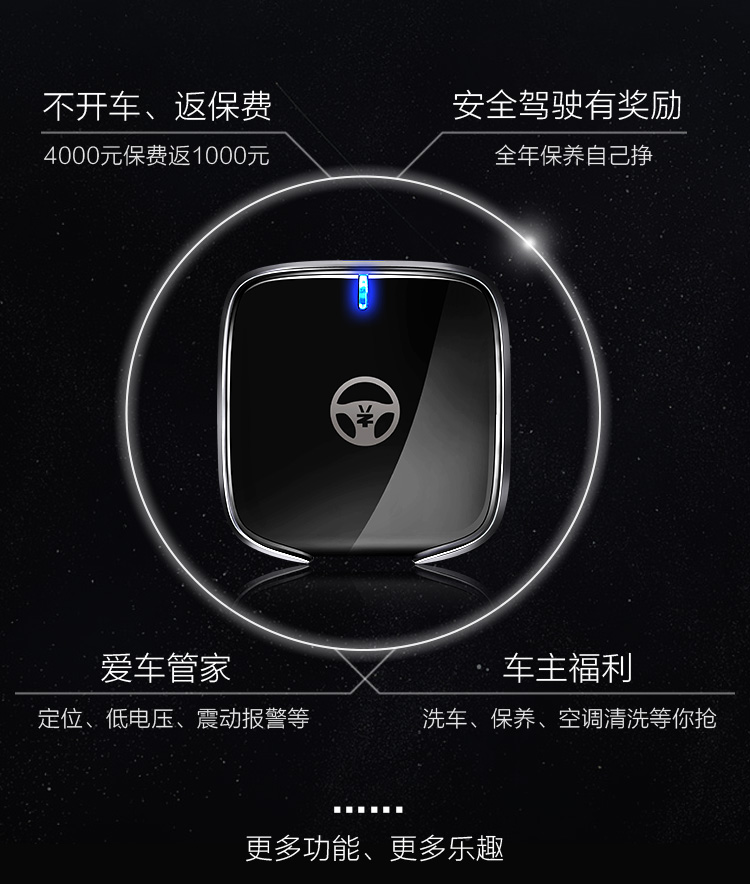 不开车、返保费
4000元保费返1000元
安全驾驶有奖励
全年保养自己挣
爱车管家
定位、低电压、震动报警等
车主福利
洗车、保养、空调清洗等你抢
......
更多功能、更多乐趣